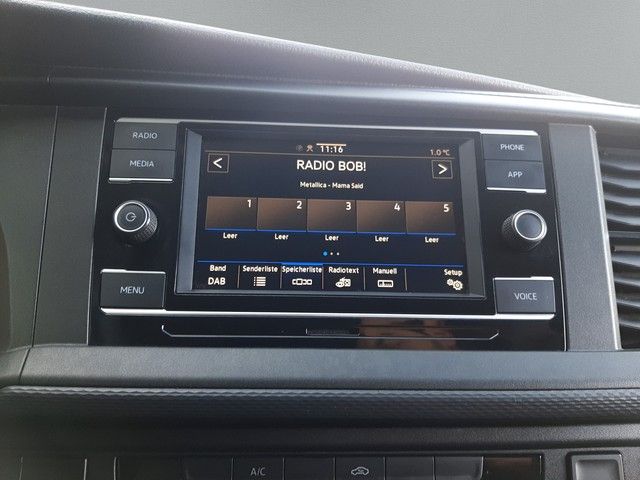 RADIO
MEDIA
MENU
11:16
1.0 °C
<
RADIO BOB!
>
Metallica - Mama Said
1 2 3 4 5
Leer Leer Leer Leer Leer
Band Senderliste Speicherliste Radiotext Manuell Setup
DAB
PHONE
APP
VOICE
A/C